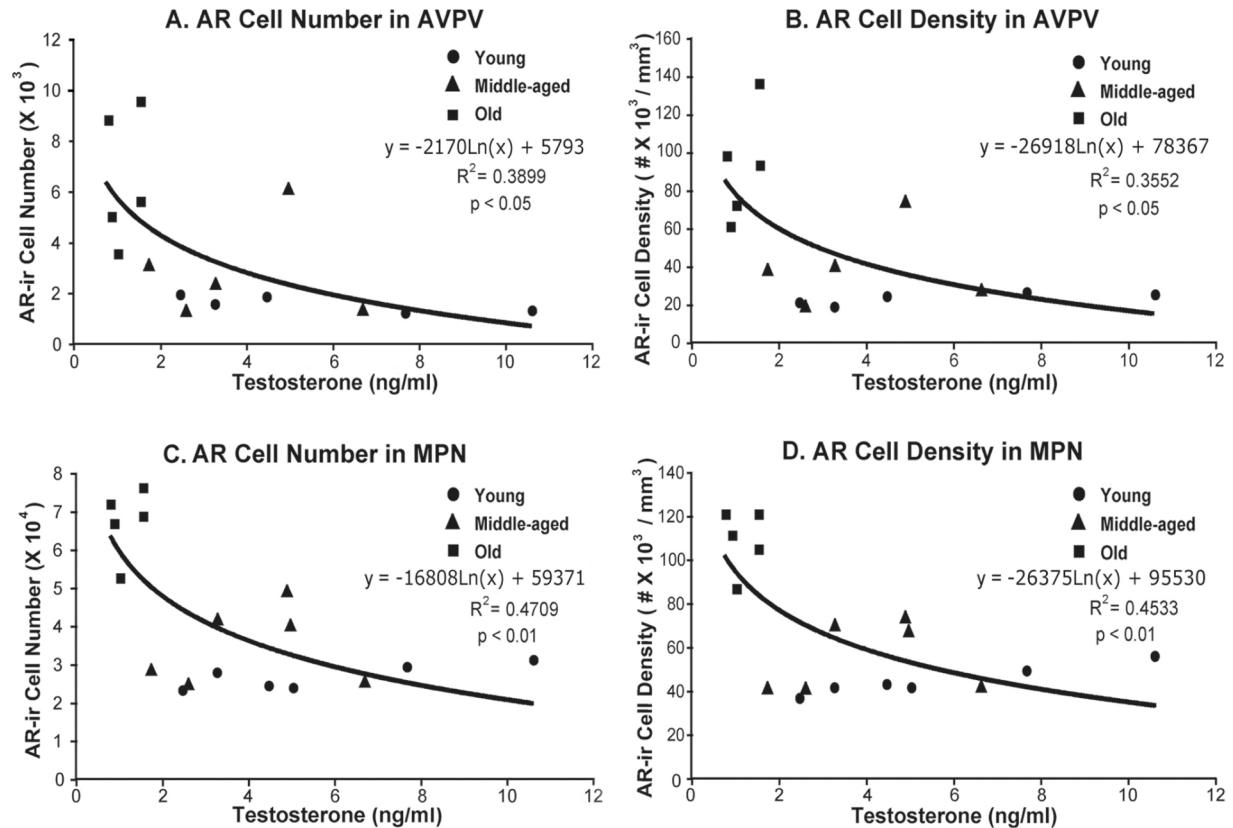 A. AR Cell Number in AVPV
AR-ir Cell Number (X 10³)
12
10
8
6
4
2
0
0 2 4 6 8 10 12
Testosterone (ng/ml)
Young
Middle-aged
Old
y = -2170Ln(x) + 5793
R² = 0.3899
p < 0.05
B. AR Cell Density in AVPV
AR-ir Cell Density ( # X 10³ / mm³)
160
140
120
100
80
60
40
20
0
0 2 4 6 8 10 12
Testosterone (ng/ml)
Young
Middle-aged
Old
y = -26918Ln(x) + 78367
R² = 0.3552
p < 0.05
C. AR Cell Number in MPN
AR-ir Cell Number (X 10⁴)
8
7
6
5
4
3
2
1
0
0 2 4 6 8 10 12
Testosterone (ng/ml)
Young
Middle-aged
Old
y = -16808Ln(x) + 59371
R² = 0.4709
p < 0.01
D. AR Cell Density in MPN
AR-ir Cell Density ( # X 10³ / mm³)
140
120
100
80
60
40
20
0
0 2 4 6 8 10 12
Testosterone (ng/ml)
Young
Middle-aged
Old
y = -26375Ln(x) + 95530
R² = 0.4533
p < 0.01